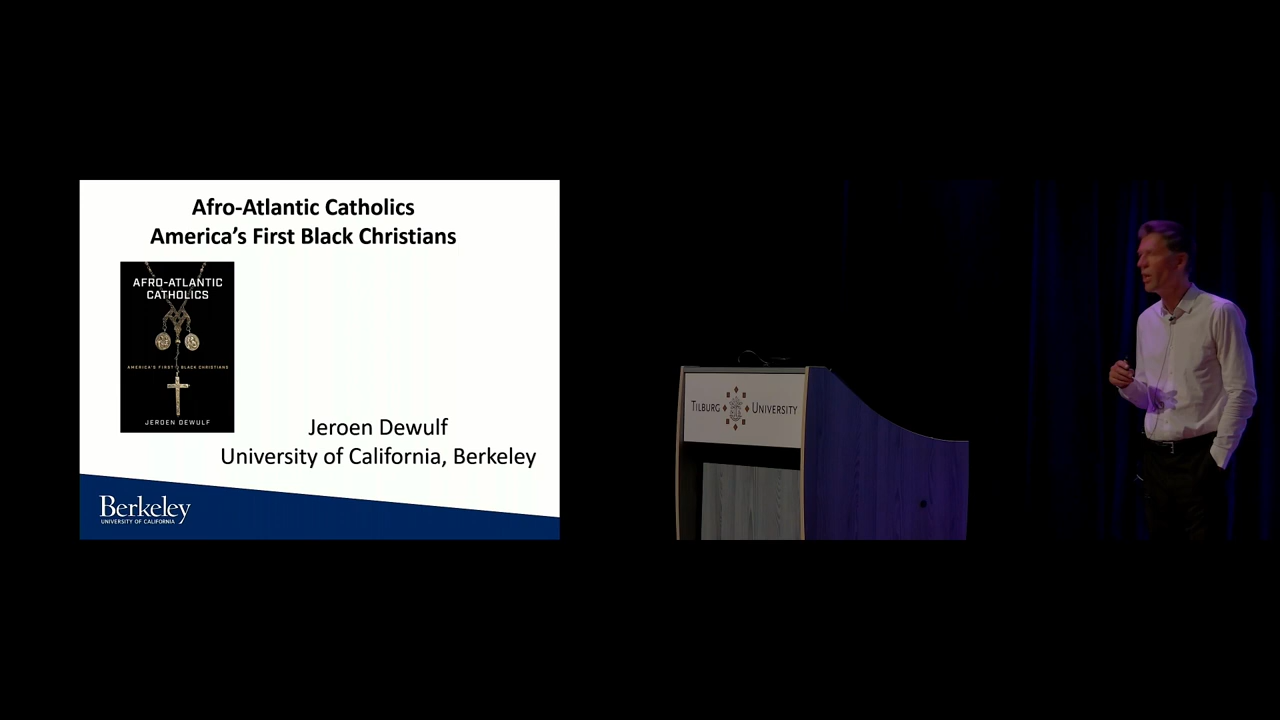 Afro-Atlantic Catholics
America's First Black Christians
AFRO-ATLANTIC
CATHOLICS
AMERICA'S FIRST BLACK CHRISTIANS
JEROEN DEWULF
Jeroen Dewulf
University of California, Berkeley
Berkeley
UNIVERSITY OF CALIFORNIA
TILBURG UNIVERSITY